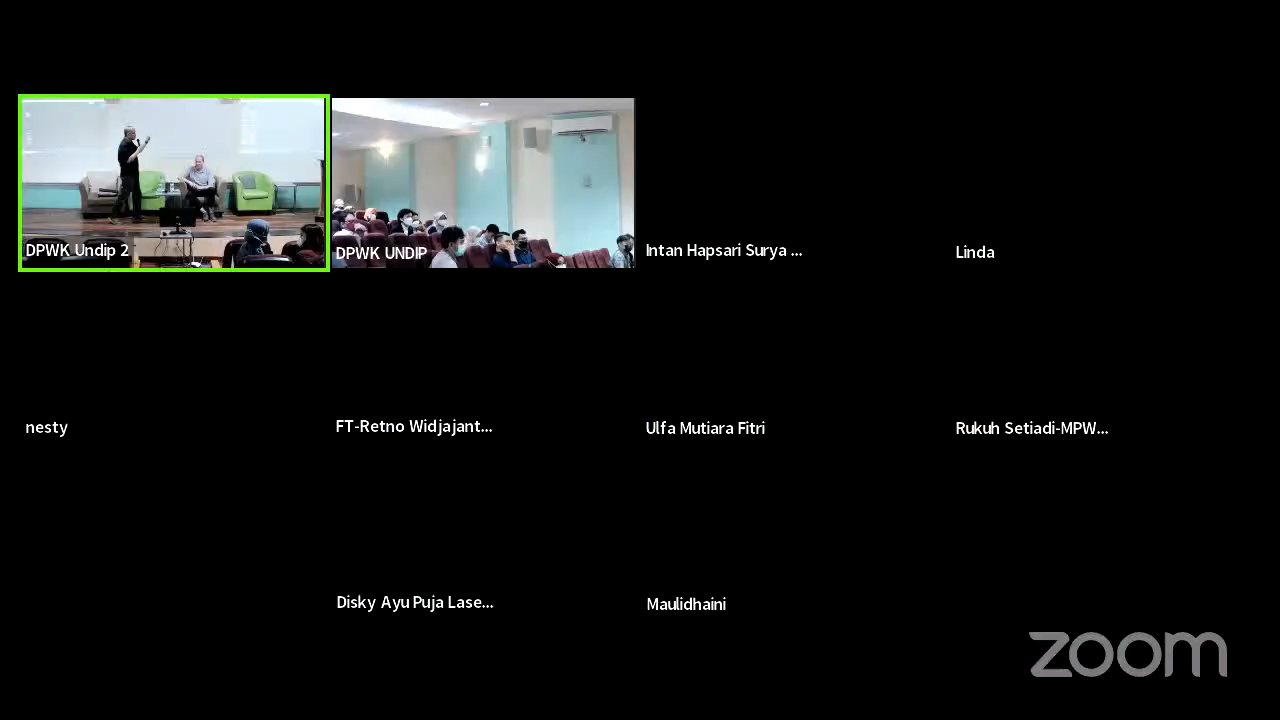 DPWK Undip 2
DPWK UNDIP
Intan Hapsari Surya ...
Linda
nesty
FT-Retno Widjajant...
Ulfa Mutiara Fitri
Rukuh Setiadi-MPW...
Disky Ayu Puja Lase...
Maulidhaini
zoom